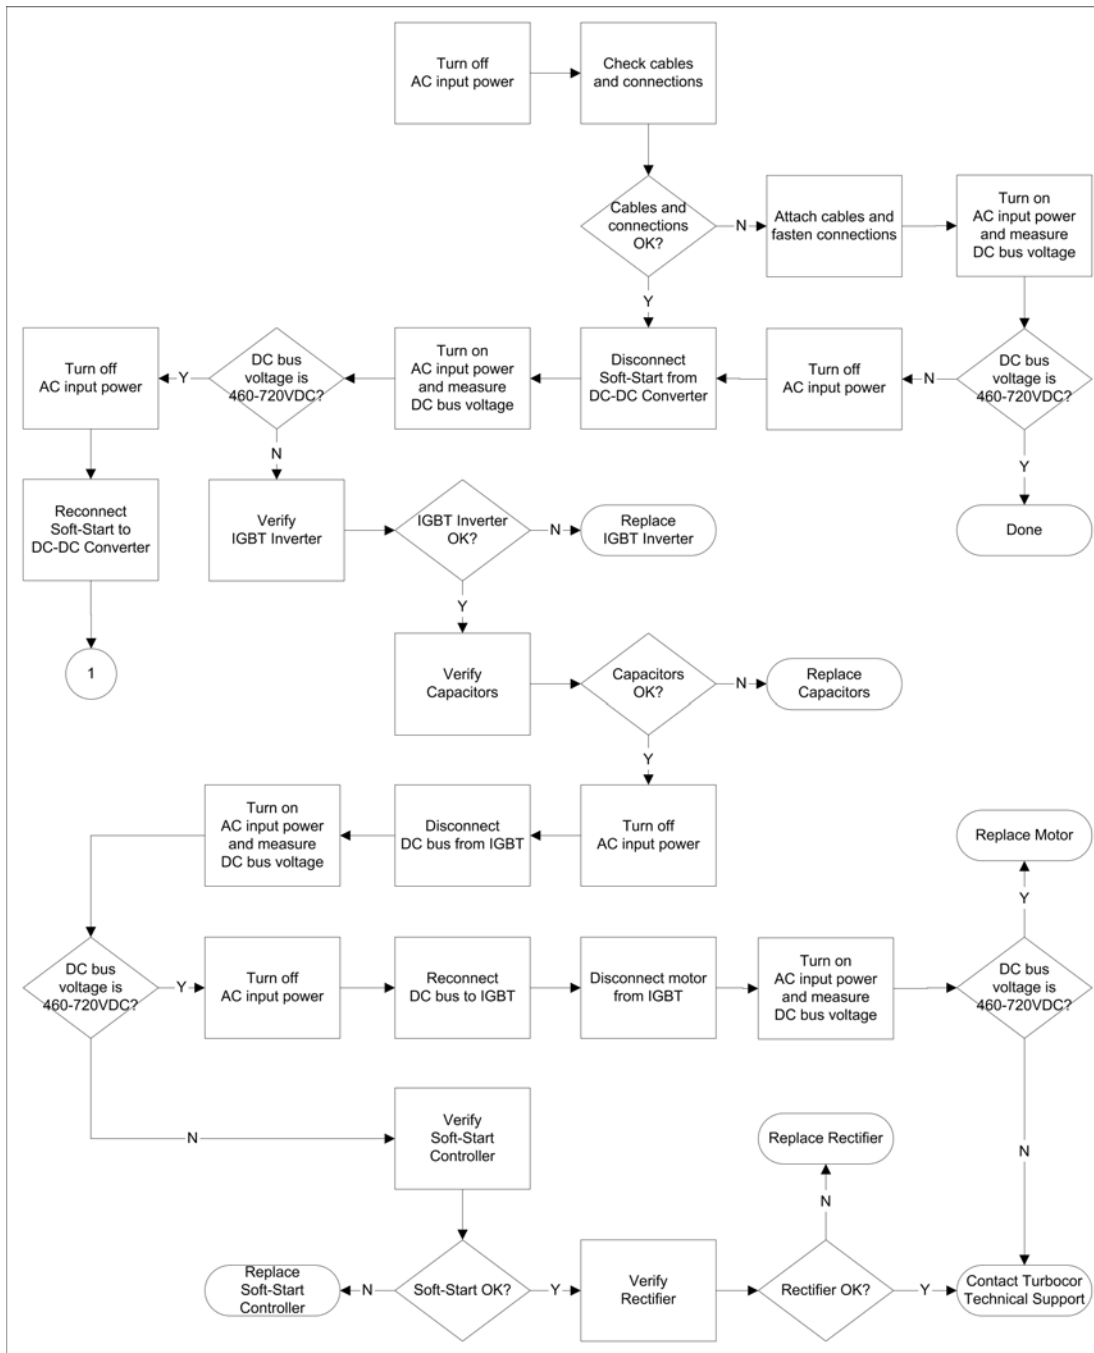 Turn off
AC input power
Check cables
and connections
Cables and
connections
OK?
N
Attach cables and
fasten connections
Turn on
AC input power
and measure
DC bus voltage
Y
Turn off
AC input power
Y
DC bus
voltage is
460-720VDC?
Turn on
AC input power
and measure
DC bus voltage
Disconnect
Soft-Start from
DC-DC Converter
Turn off
AC input power
N
DC bus
voltage is
460-720VDC?
N
Y
Reconnect
Soft-Start to
DC-DC Converter
Verify
IGBT Inverter
IGBT Inverter
OK?
N
Replace
IGBT Inverter
Done
Y
1
Verify
Capacitors
Capacitors
OK?
N
Replace
Capacitors
Y
Turn on
AC input power
and measure
DC bus voltage
Disconnect
DC bus from IGBT
Turn off
AC input power
Replace Motor
Y
DC bus
voltage is
460-720VDC?
Y
Turn off
AC input power
Reconnect
DC bus to IGBT
Disconnect motor
from IGBT
Turn on
AC input power
and measure
DC bus voltage
DC bus
voltage is
460-720VDC?
N
Verify
Soft-Start
Controller
Replace Rectifier
N
N
Replace
Soft-Start
Controller
N
Soft-Start OK?
Y
Verify
Rectifier
Rectifier OK?
Y
Contact Turbocor
Technical Support